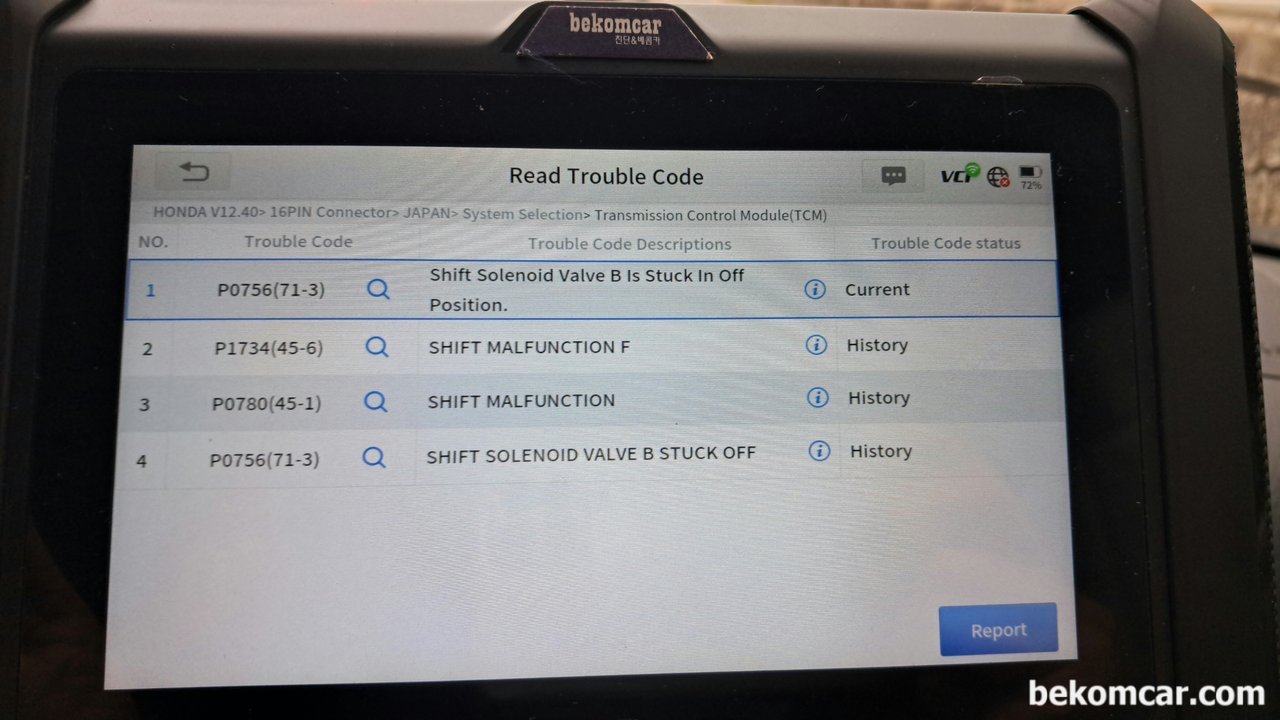 bekomcar
진단&베콤카
Read Trouble Code
VCI
72%
HONDA V12.40> 16PIN Connector> JAPAN> System Selection> Transmission Control Module(TCM)
NO. Trouble Code Trouble Code Descriptions Trouble Code status
1 P0756(71-3) Shift Solenoid Valve B Is Stuck In Off Position. Current
2 P1734(45-6) SHIFT MALFUNCTION F History
3 P0780(45-1) SHIFT MALFUNCTION History
4 P0756(71-3) SHIFT SOLENOID VALVE B STUCK OFF History
Report
bekomcar.com